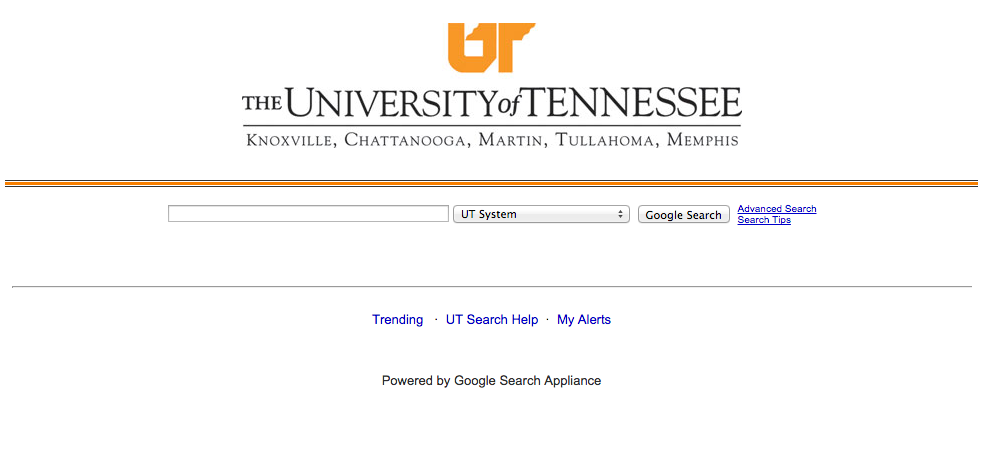 UT
THE UNIVERSITY of TENNESSEE
KNOXVILLE, CHATTANOOGA, MARTIN, TULLAHOMA, MEMPHIS
UT System Google Search Advanced Search
Search Tips
Trending · UT Search Help · My Alerts
Powered by Google Search Appliance